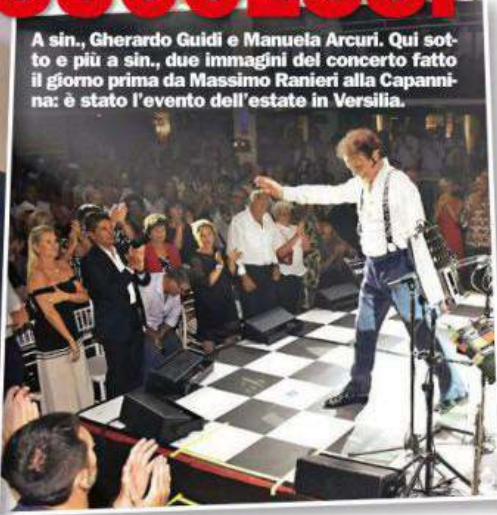 A sin., Gherardo Guidi e Manuela Arcuri. Qui sot-
to e più a sin., due immagini del concerto fatto
il giorno prima da Massimo Ranieri alla Capanni-
na: è stato l'evento dell'estate in Versilia.